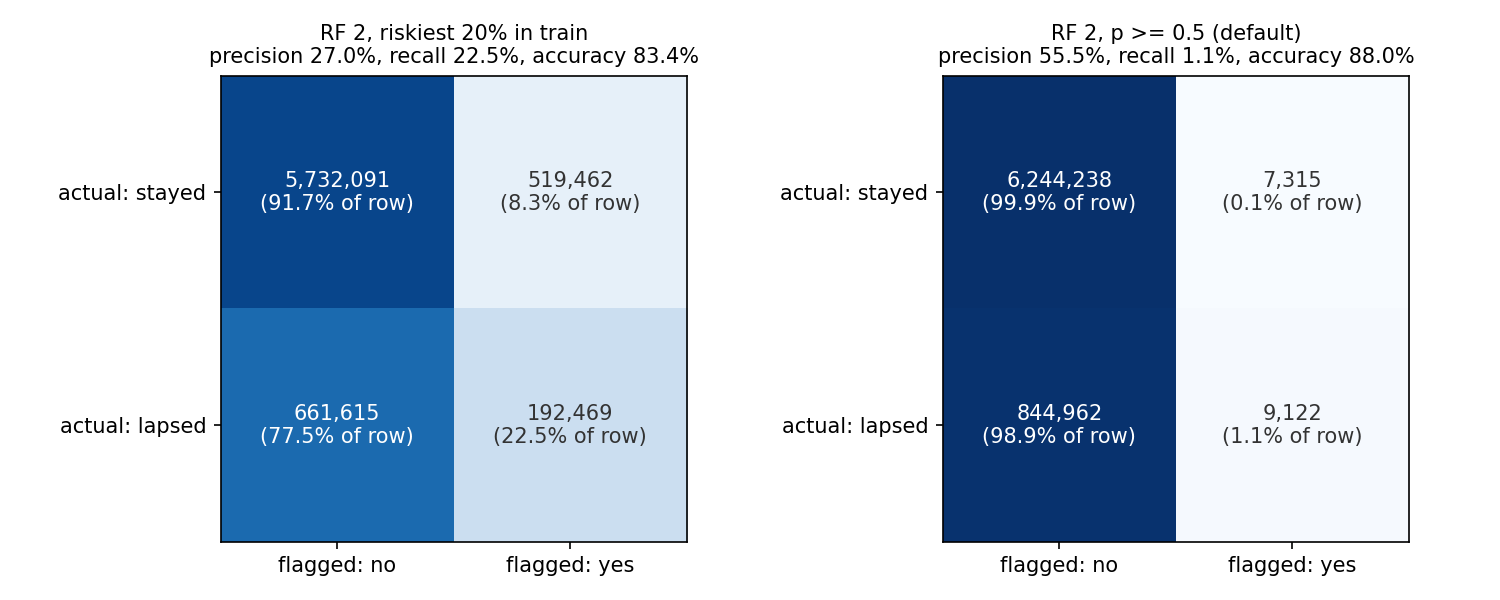 RF 2, riskiest 20% in train
precision 27.0%, recall 22.5%, accuracy 83.4%
actual: stayed
5,732,091
(91.7% of row)
519,462
(8.3% of row)
actual: lapsed
661,615
(77.5% of row)
192,469
(22.5% of row)
flagged: no
flagged: yes
RF 2, p >= 0.5 (default)
precision 55.5%, recall 1.1%, accuracy 88.0%
actual: stayed
6,244,238
(99.9% of row)
7,315
(0.1% of row)
actual: lapsed
844,962
(98.9% of row)
9,122
(1.1% of row)
flagged: no
flagged: yes